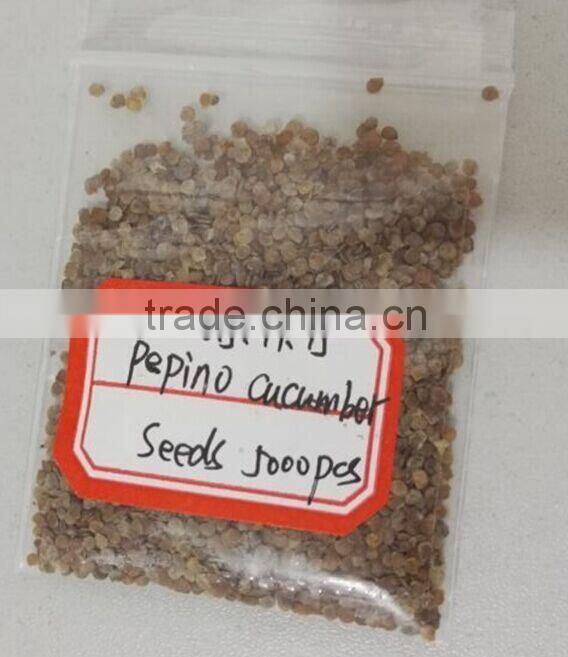 trade.china.cn
Pepino cucumber
Seeds 5000pcs